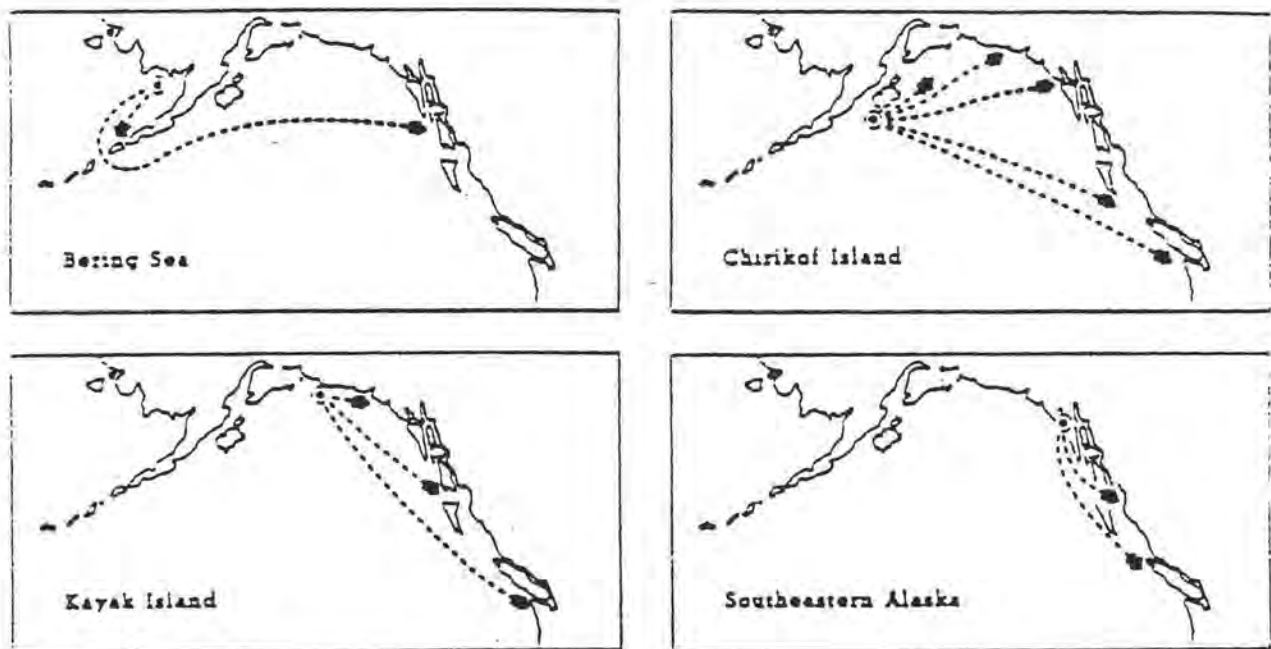 Bering Sea
Chirikof Island
Kayak Island
Southeastern Alaska